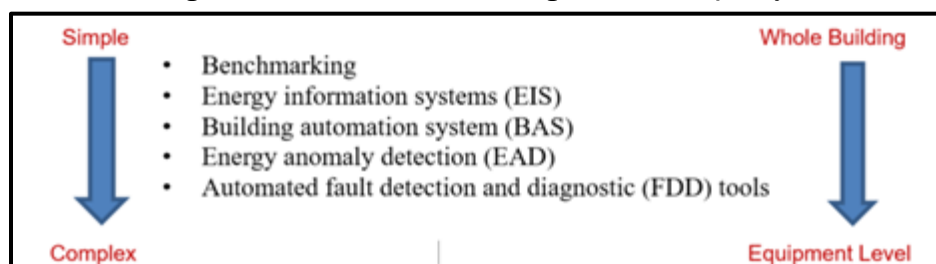 Simple
Whole Building
• Benchmarking
• Energy information systems (EIS)
• Building automation system (BAS)
• Energy anomaly detection (EAD)
• Automated fault detection and diagnostic (FDD) tools
Complex
Equipment Level